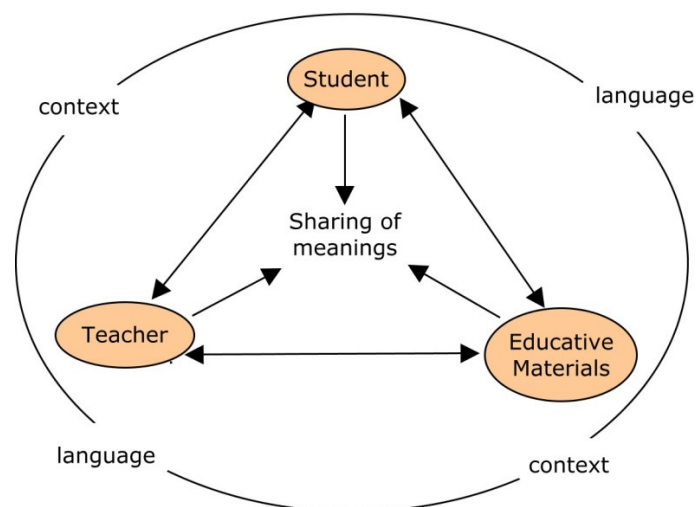 Student
context
language
Sharing of
meanings
Teacher
Educative
Materials
language
context